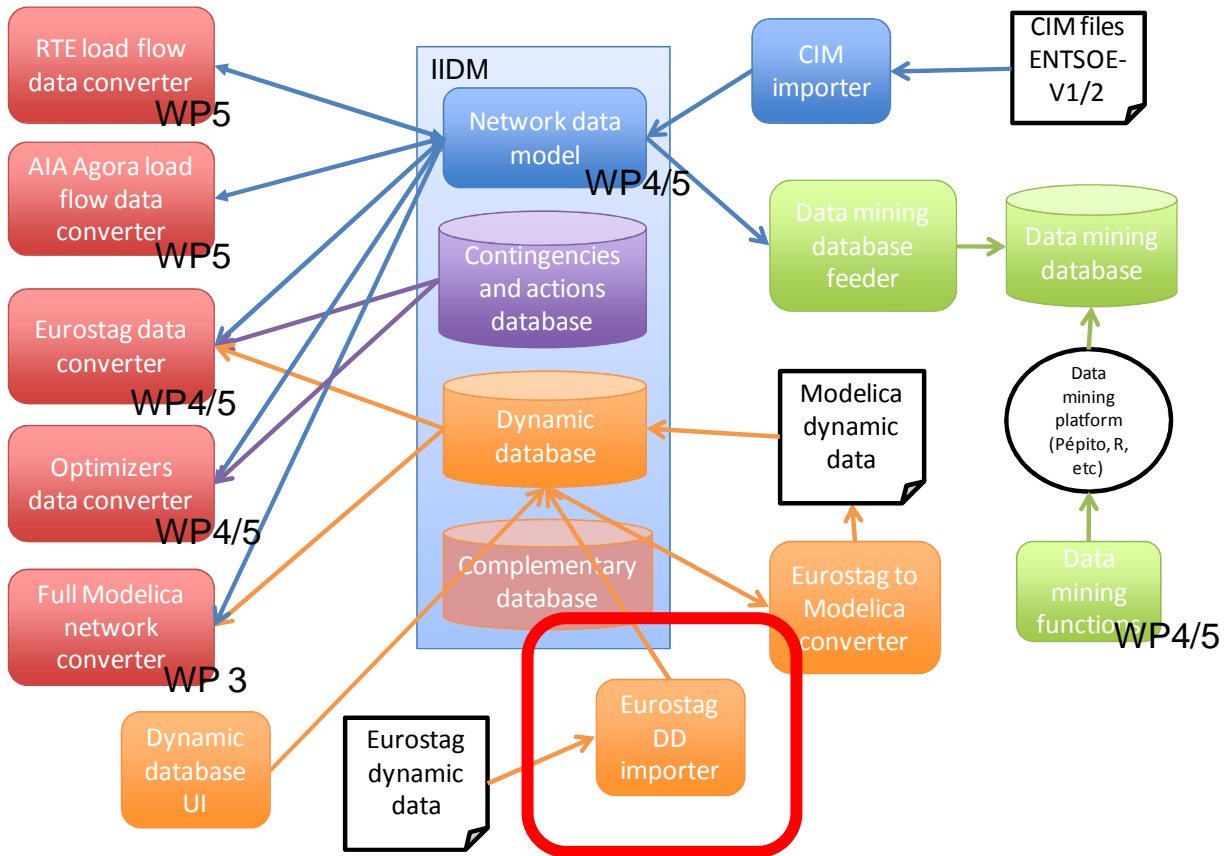 RTE load flow
data converter
WP5
AIA Agora load
flow data
converter
WP5
Eurostag data
converter
WP4/5
Optimizers
data converter
WP4/5
Full Modelica
network
converter
WP 3
Dynamic
database
UI
IIDM
Network data
model
WP4/5
Contingencies
and actions
database
Dynamic
database
Complementary
database
Eurostag
dynamic
data
Eurostag
DD
importer
CIM
importer
CIM files
ENTSOE-
V1/2
Data mining
database
feeder
Data mining
database
Modelica
dynamic
data
Data
mining
platform
(Pépito, R,
etc)
Eurostag to
Modelica
converter
Data
mining
functions
WP4/5